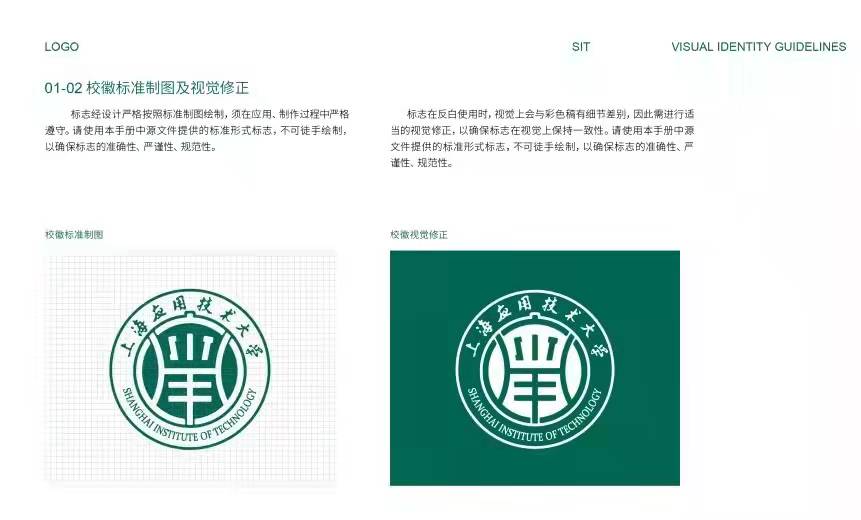 LOGO
SIT
VISUAL IDENTITY GUIDELINES
01-02 校徽标准制图及视觉修正
标志经设计严格按照标准制图绘制，须在应用、制作过程中严格
遵守。请使用本手册中源文件提供的标准形式标志，不可徒手绘制，
以确保标志的准确性、严谨性、规范性。
标志在反白使用时，视觉上会与彩色稿有细节差别，因此需进行适
当的视觉修正，以确保标志在视觉上保持一致性。请使用本手册中源
文件提供的标准形式标志，不可徒手绘制，以确保标志的准确性、严
谨性、规范性。
校徽标准制图
上海应用技术大学
SHANGHAI INSTITUTE OF TECHNOLOGY
校徽视觉修正
上海应用技术大学
SHANGHAI INSTITUTE OF TECHNOLOGY